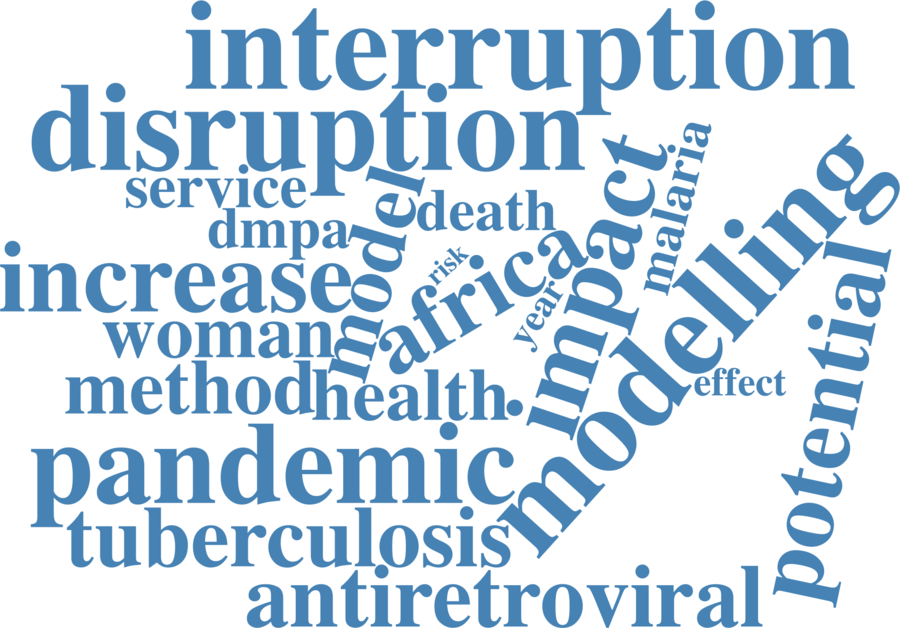 interruption
disruption
service
dmpa
model
death
impact
malaria
modelling
increase
risk
africa
year
woman
method
health
effect
potential
pandemic
tuberculosis
antiretroviral